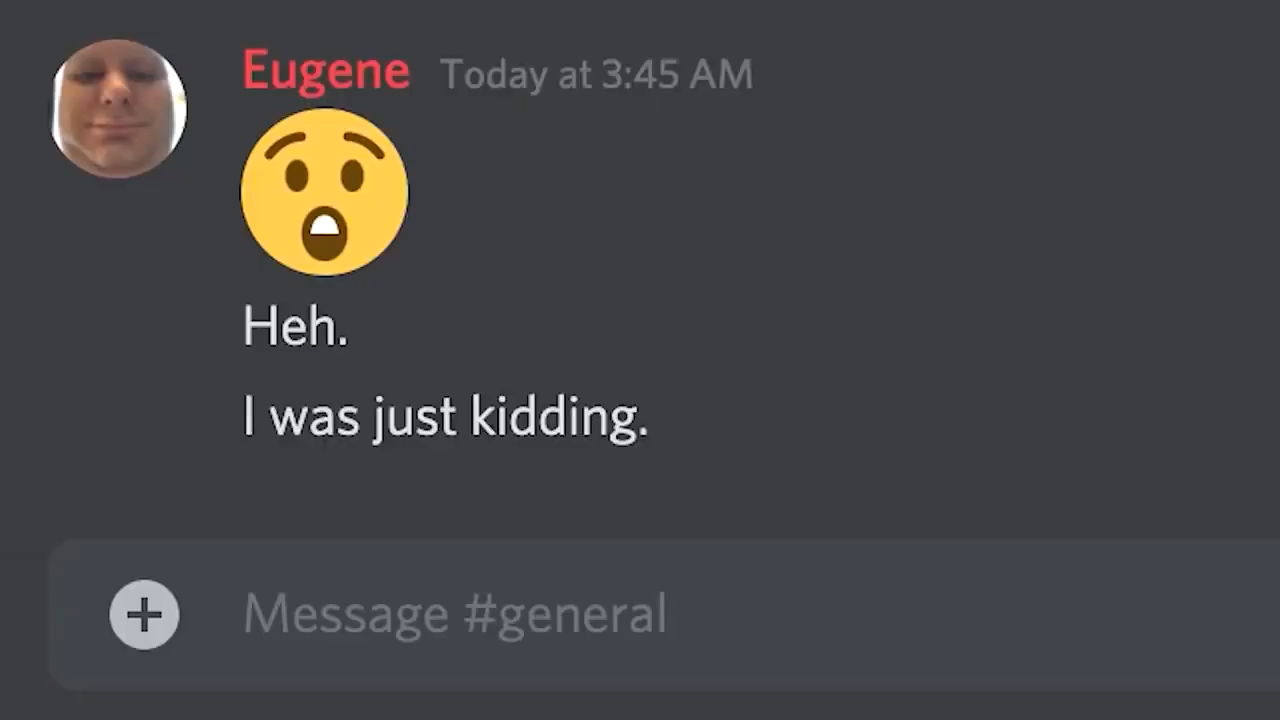 Eugene Today at 3:45 AM
Heh.
I was just kidding.
Message #general